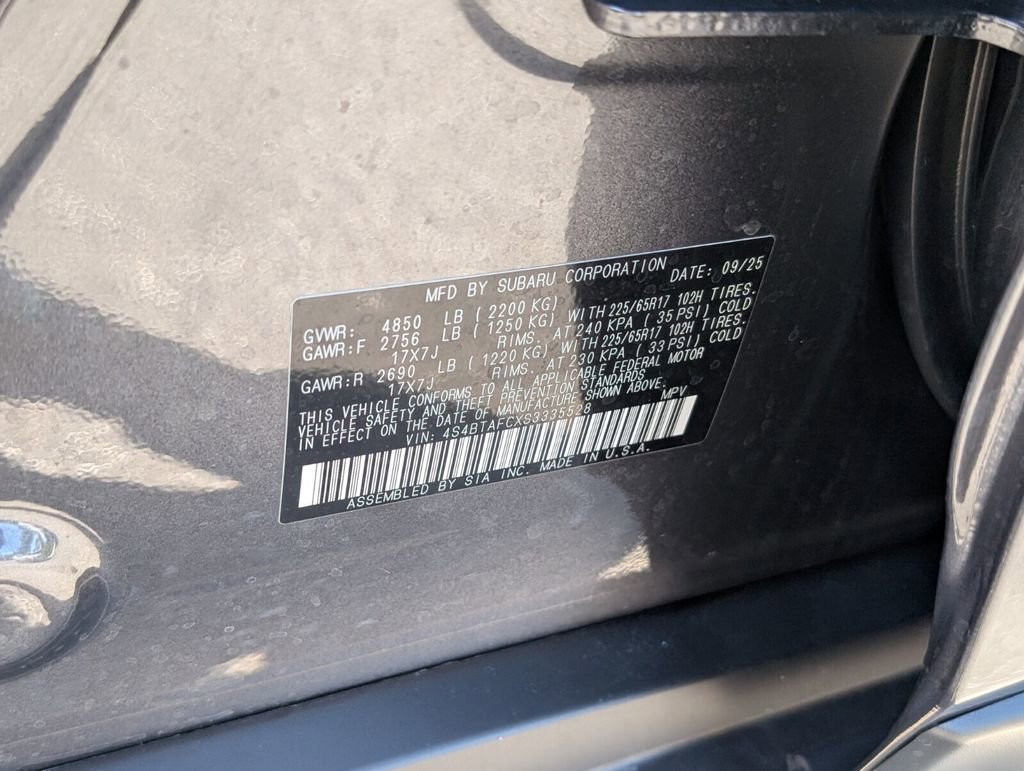 MFD BY SUBARU CORPORATION DATE: 09/25
GVWR: 4850 LB ( 2200 KG)
GAWR:F 2756 LB ( 1250 KG) WITH 225/65R17 102H TIRES.
17X7J RIMS. AT 240 KPA ( 35 PSI) COLD
GAWR:R 2690 LB ( 1220 KG) WITH 225/65R17 102H TIRES.
17X7J RIMS. AT 230 KPA ( 33 PSI) COLD
THIS VEHICLE CONFORMS TO ALL APPLICABLE FEDERAL MOTOR
VEHICLE SAFETY AND THEFT PREVENTION STANDARDS
IN EFFECT ON THE DATE OF MANUFACTURE SHOWN ABOVE.
VIN: 4S4BTAFCXS3335528 MPV
ASSEMBLED BY SIA INC. MADE IN U.S.A.